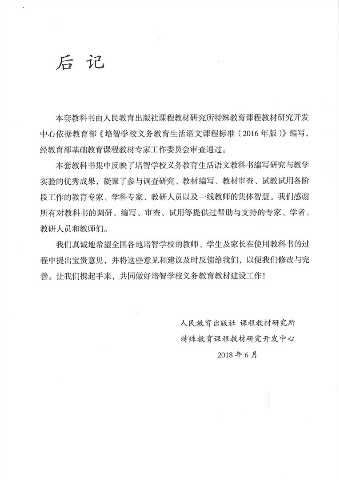 后记
本套教科书由人民教育出版社课程教材研究所特殊教育课程教材研究开发
中心依据教育部《培智学校义务教育生活语文课程标准（2016年版）》编写，
经教育部基础教育课程教材专家工作委员会审查通过。
本套教科书集中反映了培智学校义务教育生活语文教科书编写研究与教学
实验的优秀成果，凝聚了参与调查研究、教材编写、教材审查、试教试用各阶
段工作的教育专家、学科专家、教研人员以及一线教师的集体智慧。我们感谢
所有对教科书的调研、编写、审查、试用等提供过帮助与支持的专家、学者、
教研人员和教师们。
我们真诚地希望全国各地培智学校的教师、学生及家长在使用教科书的过
程中提出宝贵意见，并将这些意见和建议及时反馈给我们，以便我们修改与完
善。让我们携起手来，共同做好培智学校义务教育教材建设工作！
人民教育出版社 课程教材研究所
特殊教育课程教材研究开发中心
2018年6月